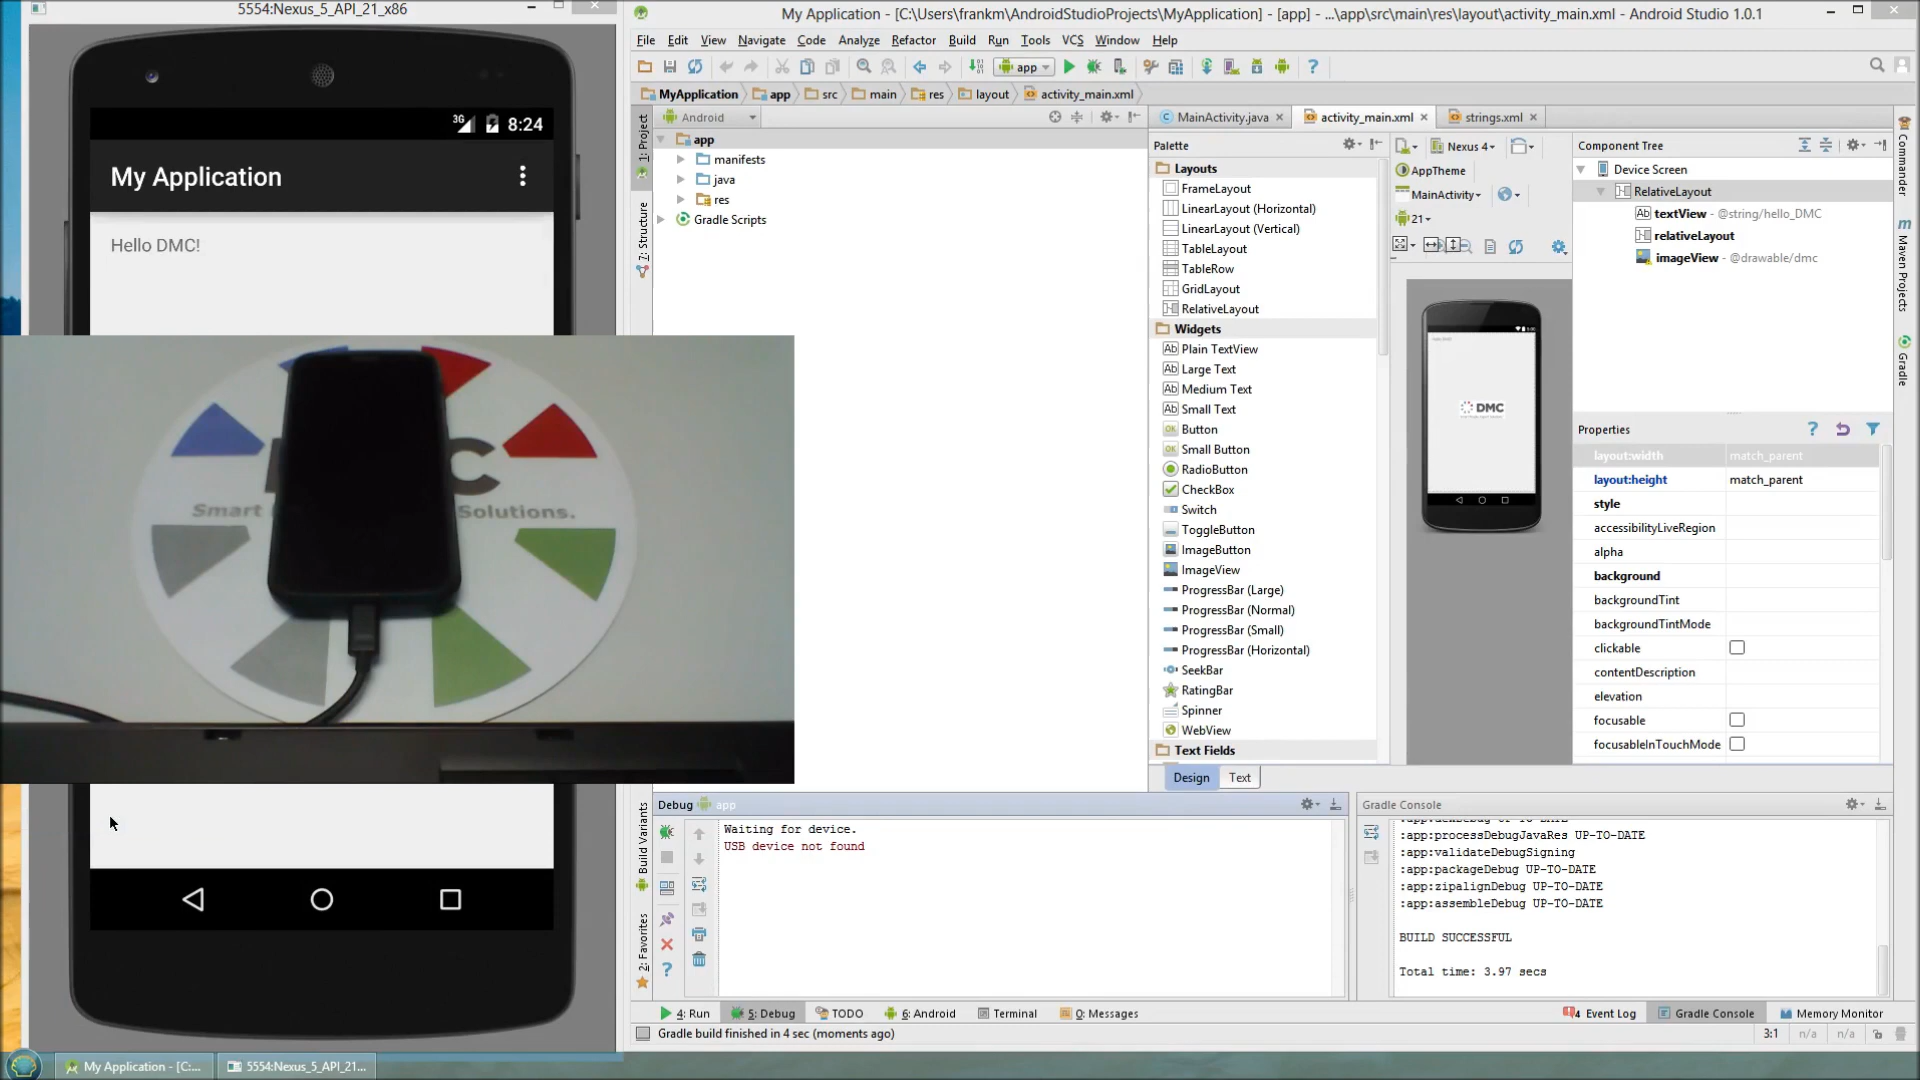 5554:Nexus_5_API_21_x86
3G 8:24
My Application
Hello DMC!
C
Smart Solutions.
My Application - [C:\Users\frankm\AndroidStudioProjects\MyApplication] - [app] - ...\app\src\main\res\layout\activity_main.xml - Android Studio 1.0.1
File Edit View Navigate Code Analyze Refactor Build Run Tools VCS Window Help
app
MyApplication app src main res layout activity_main.xml
1: Project
7: Structure
Android
app
manifests
java
res
Gradle Scripts
MainActivity.java activity_main.xml strings.xml
Palette
Layouts
FrameLayout
LinearLayout (Horizontal)
LinearLayout (Vertical)
TableLayout
TableRow
GridLayout
RelativeLayout
Widgets
Plain TextView
Large Text
Medium Text
Small Text
Button
Small Button
RadioButton
CheckBox
Switch
ToggleButton
ImageButton
ImageView
ProgressBar (Large)
ProgressBar (Normal)
ProgressBar (Small)
ProgressBar (Horizontal)
SeekBar
RatingBar
Spinner
WebView
Text Fields
Design Text
Nexus 4
AppTheme
MainActivity
21
DMC
Component Tree
Device Screen
RelativeLayout
textView - @string/hello_DMC
relativeLayout
imageView - @drawable/dmc
Properties
layout:width match_parent
layout:height match_parent
style
accessibilityLiveRegion
alpha
background
backgroundTint
backgroundTintMode
clickable
contentDescription
elevation
focusable
focusableInTouchMode
Commander
Maven Projects
Gradle
Build Variants
2: Favorites
Debug app
Waiting for device.
USB device not found
Gradle Console
:app:processDebugJavaRes UP-TO-DATE
:app:validateDebugSigning
:app:packageDebug UP-TO-DATE
:app:zipalignDebug UP-TO-DATE
:app:assembleDebug UP-TO-DATE
BUILD SUCCESSFUL
Total time: 3.97 secs
4: Run 5: Debug TODO 6: Android Terminal 0: Messages 4 Event Log Gradle Console Memory Monitor
Gradle build finished in 4 sec (moments ago) 3:1 n/a n/a
My Application - [C:... 5554:Nexus_5_API_21...